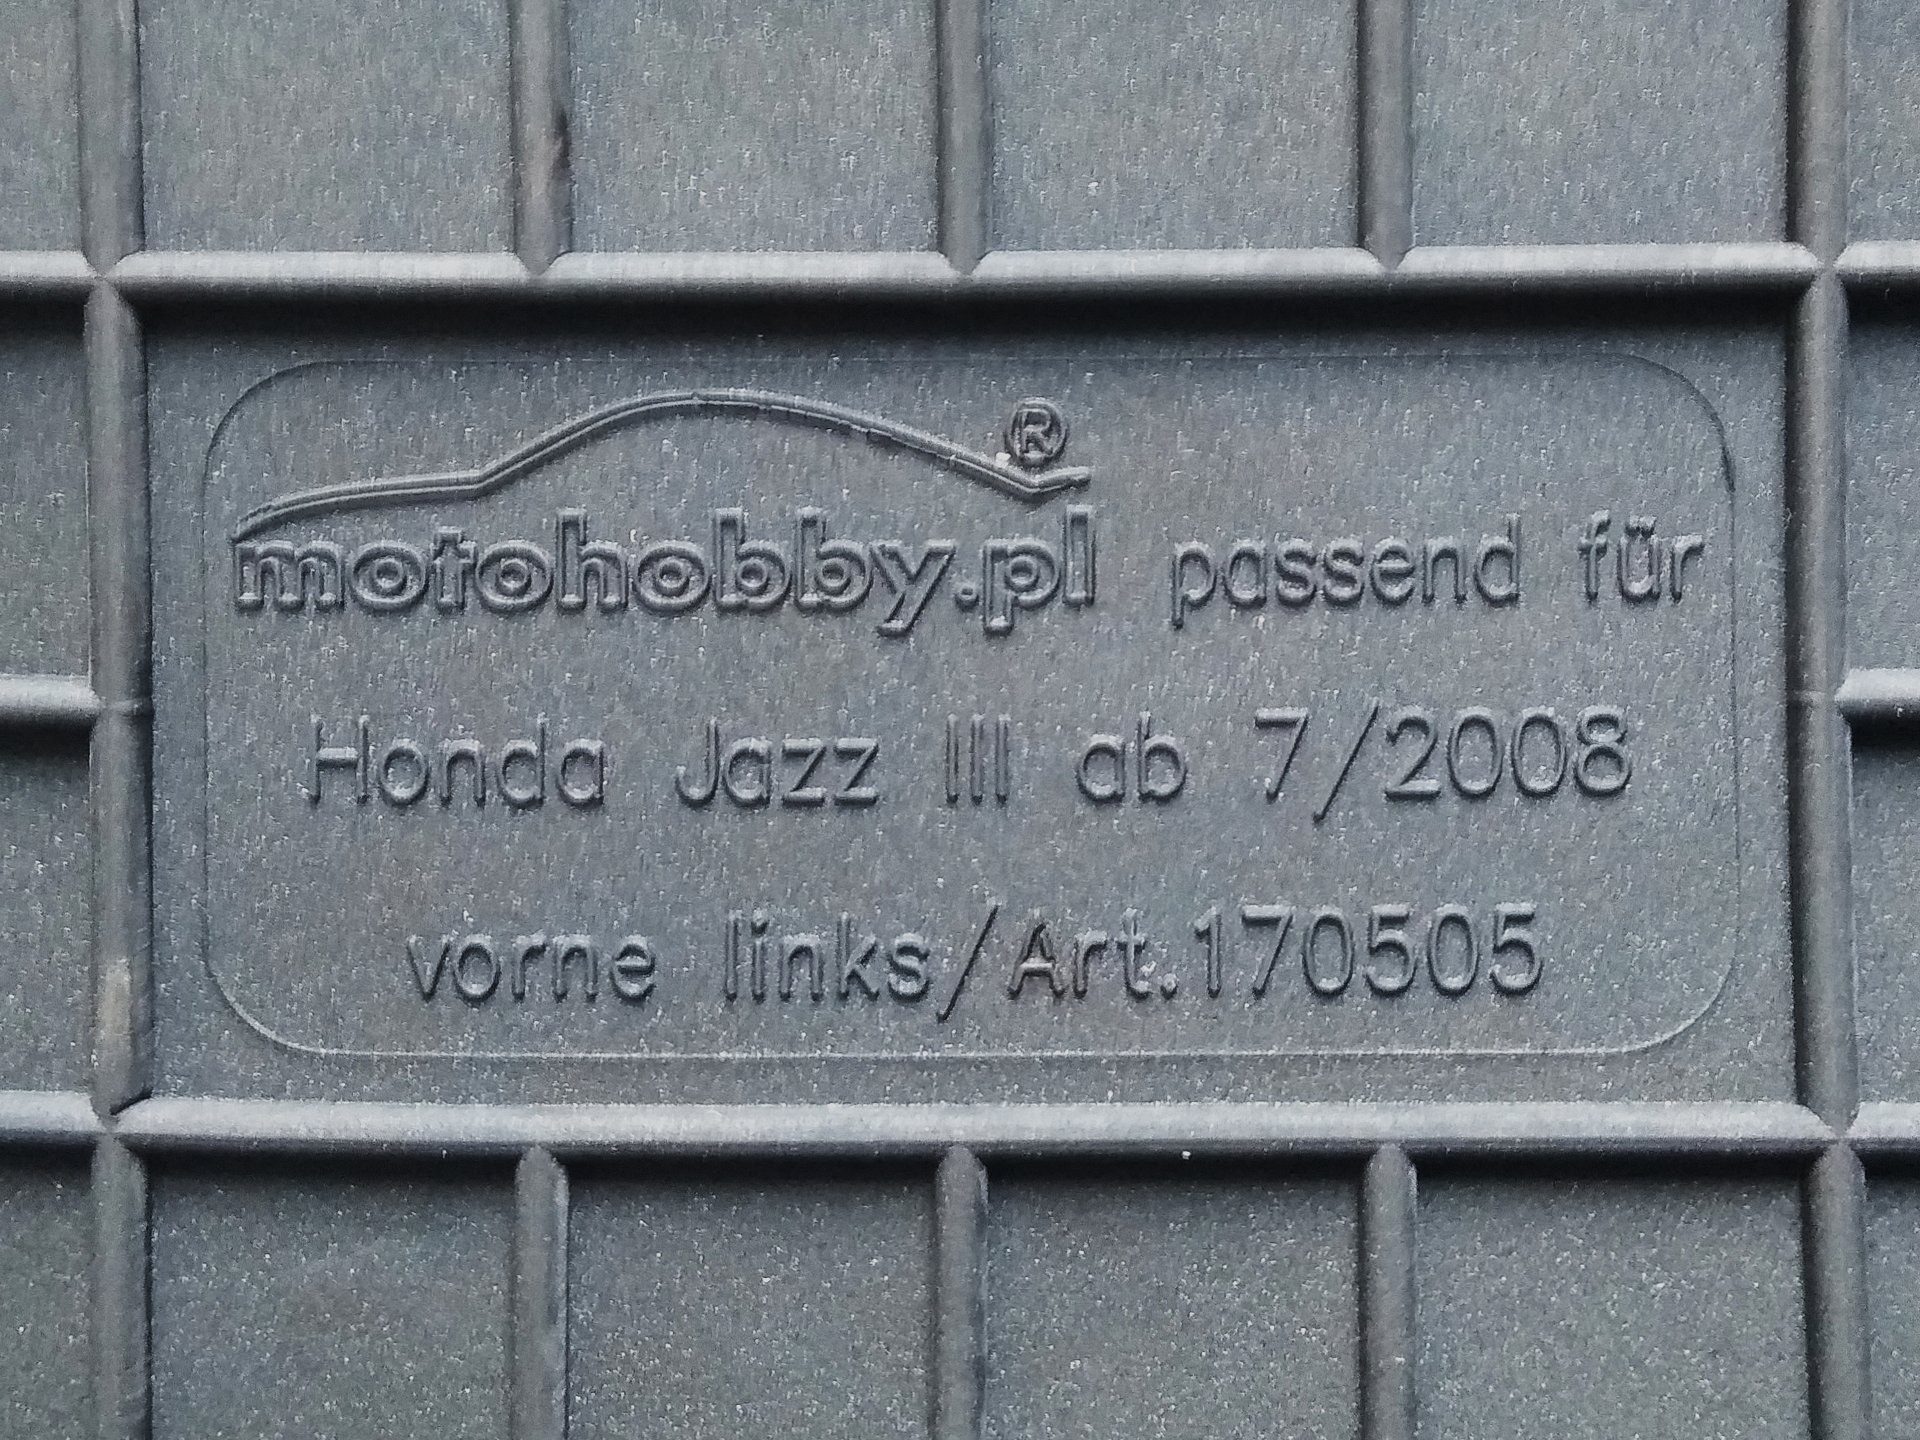 motohobby.pl® passend für
Honda Jazz III ab 7/2008
vorne links/Art.170505